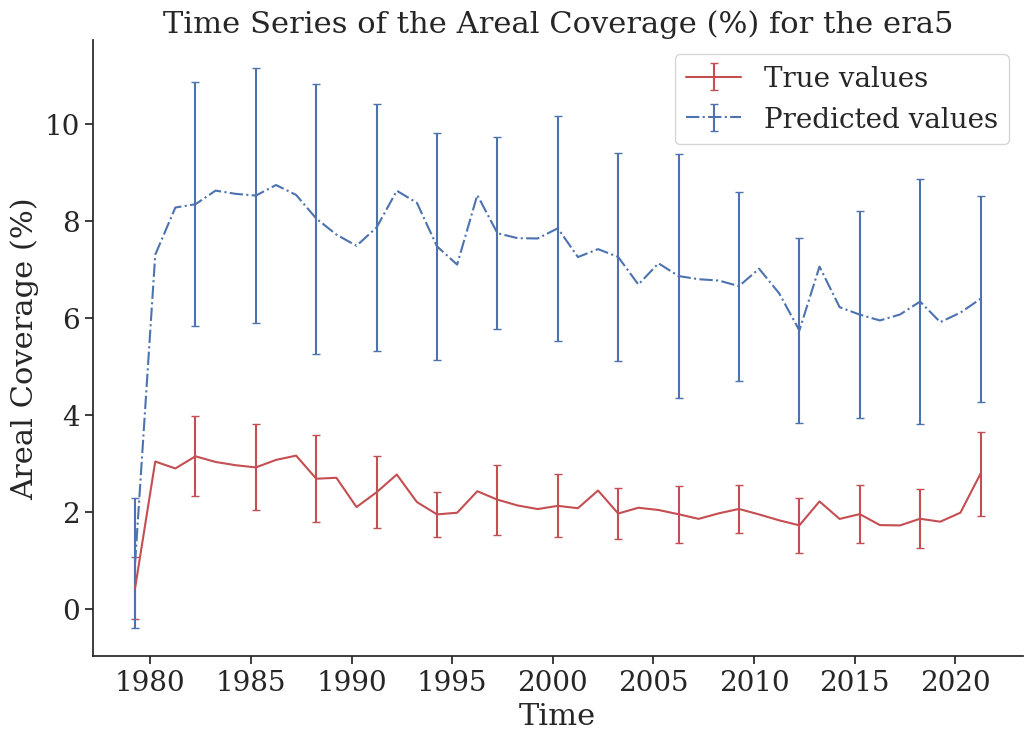 Time Series of the Areal Coverage (%) for the era5
True values
Predicted values
Areal Coverage (%)
10
8
6
4
2
0
1980 1985 1990 1995 2000 2005 2010 2015 2020
Time